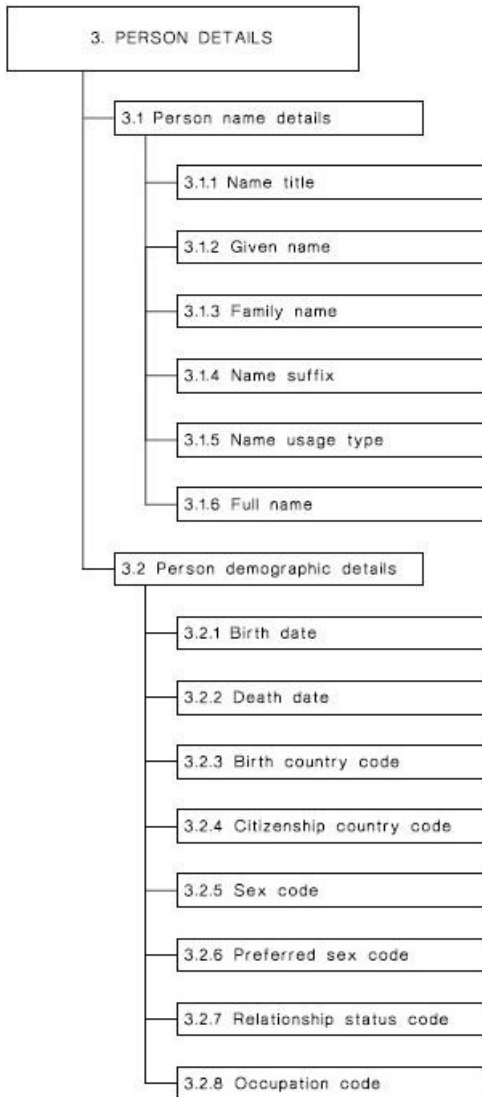 3. PERSON DETAILS
3.1 Person name details
3.1.1 Name title
3.1.2 Given name
3.1.3 Family name
3.1.4 Name suffix
3.1.5 Name usage type
3.1.6 Full name
3.2 Person demographic details
3.2.1 Birth date
3.2.2 Death date
3.2.3 Birth country code
3.2.4 Citizenship country code
3.2.5 Sex code
3.2.6 Preferred sex code
3.2.7 Relationship status code
3.2.8 Occupation code